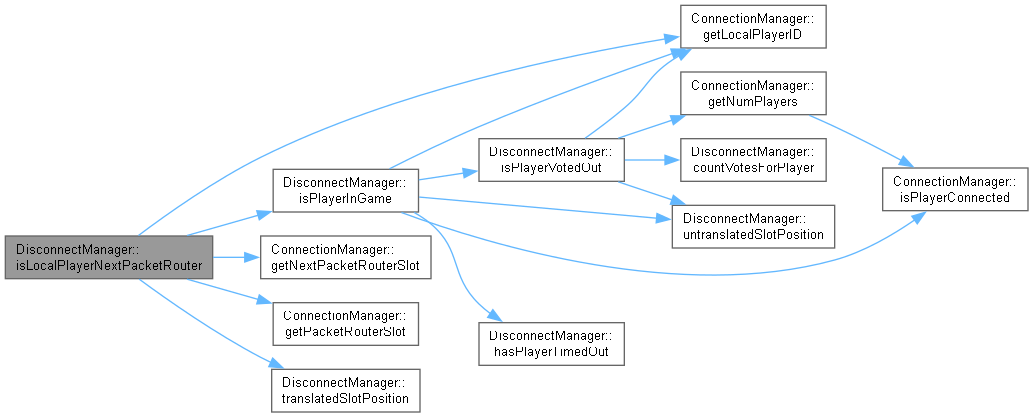 ConnectionManager::
getLocalPlayerID
ConnectionManager::
getNumPlayers
DisconnectManager::
isPlayerVotedOut
DisconnectManager::
countVotesForPlayer
DisconnectManager::
isPlayerInGame
ConnectionManager::
isPlayerConnected
DisconnectManager::
untranslatedSlotPosition
DisconnectManager::
isLocalPlayerNextPacketRouter
ConnectionManager::
getNextPacketRouterSlot
ConnectionManager::
getPacketRouterSlot
DisconnectManager::
hasPlayerTimedOut
DisconnectManager::
translatedSlotPosition